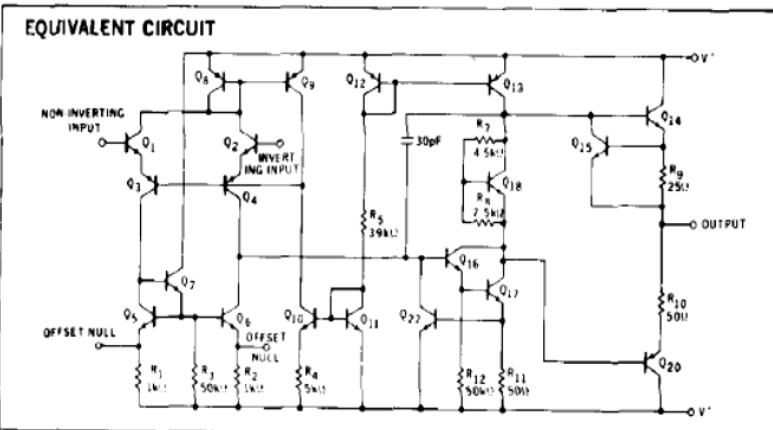 EQUIVALENT CIRCUIT
NON-INVERTING
INPUT
Q8
Q9
Q12
Q13
V+
Q1
Q2
INVERT
ING INPUT
Q3
Q4
30pF
R7
4.5kΩ
Q18
R8
7.5kΩ
Q15
Q14
R9
25Ω
OUTPUT
R5
39kΩ
Q7
Q16
Q17
Q5
Q6
Q10
Q11
Q22
R10
50Ω
OFFSET NULL
OFFSET
NULL
R1
1kΩ
R3
50kΩ
R2
1kΩ
R4
5kΩ
R12
50kΩ
R11
50Ω
Q20
V-